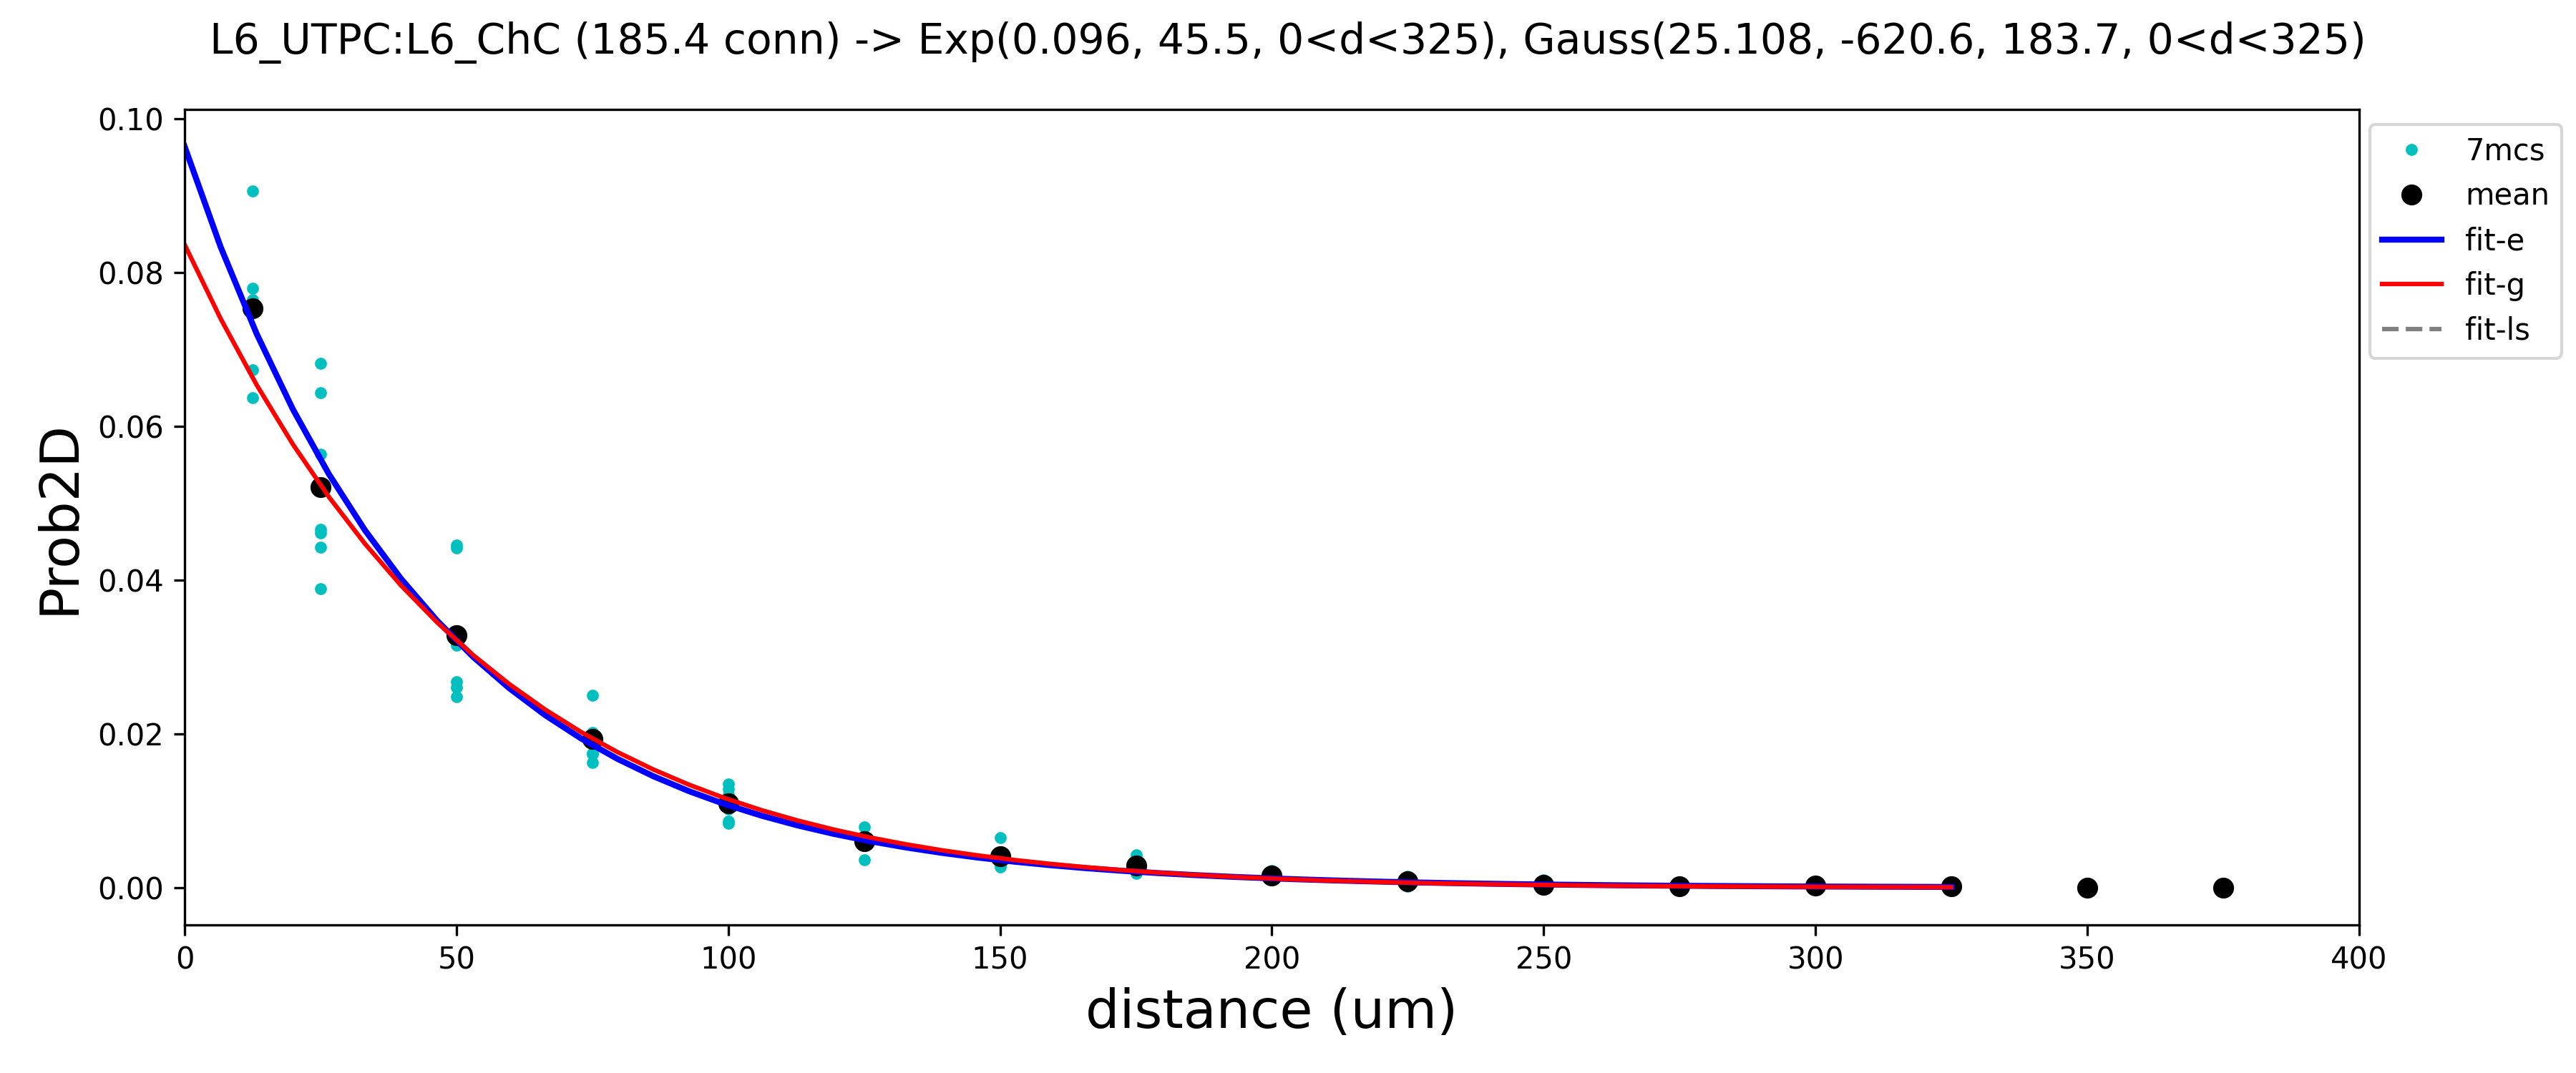 L6_UTPC:L6_ChC (185.4 conn) -> Exp(0.096, 45.5, 0<d<325), Gauss(25.108, -620.6, 183.7, 0<d<325)
0.10
0.08
0.06
0.04
0.02
0.00
Prob2D
0 50 100 150 200 250 300 350 400
distance (um)
7mcs
mean
fit-e
fit-g
fit-ls